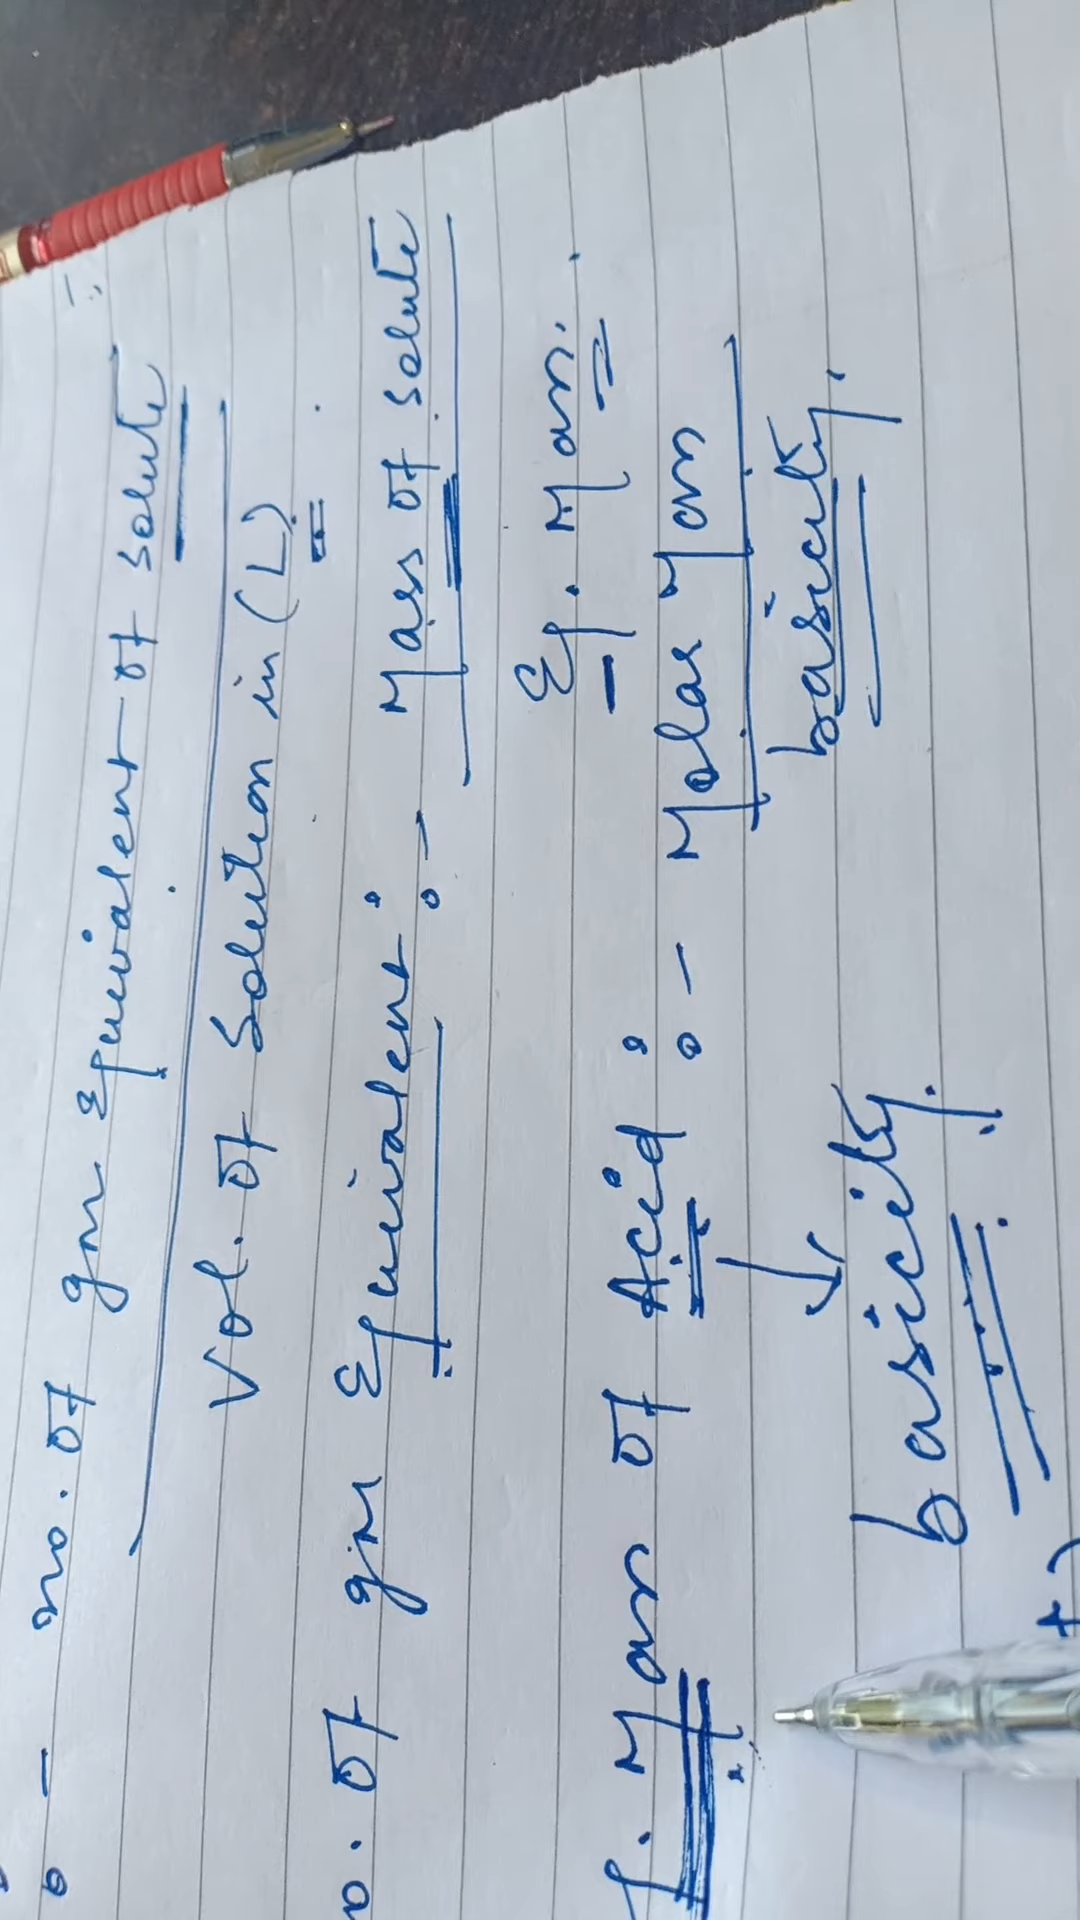 :- no. of gm Equivalent of solute
Vol. of Solution in (L)
o. of gm Equivalent :- Mass of solute
Eq. Mass.
q. Mass of Acid :- Molar Mass
basicity.
↓
basicity.